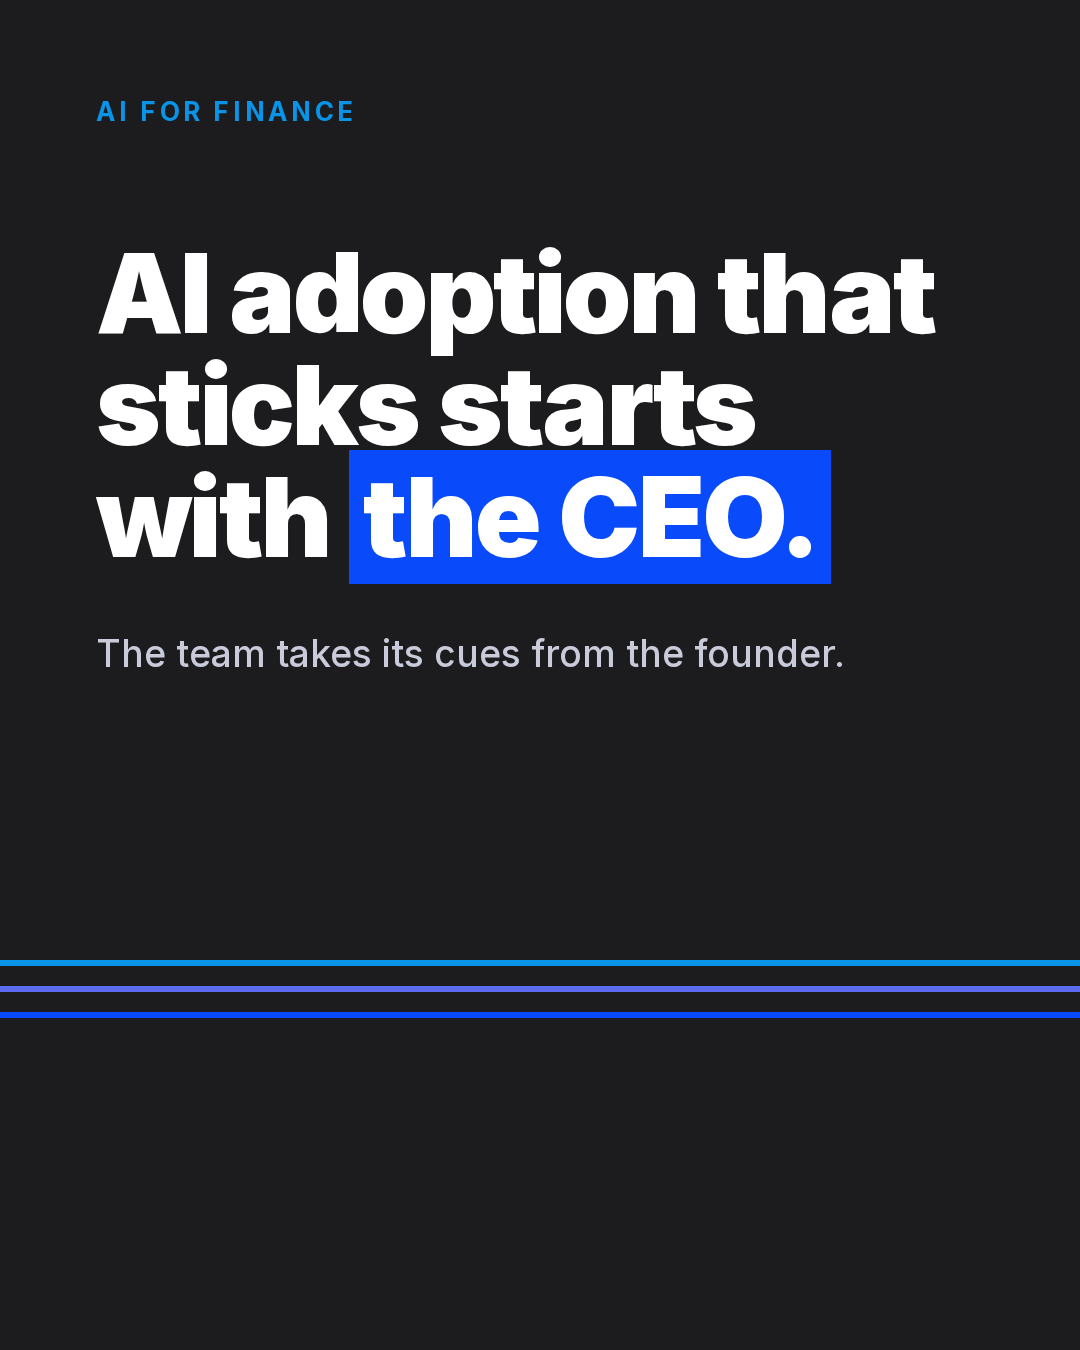 AI FOR FINANCE
AI adoption that
sticks starts
with the CEO.
The team takes its cues from the founder.